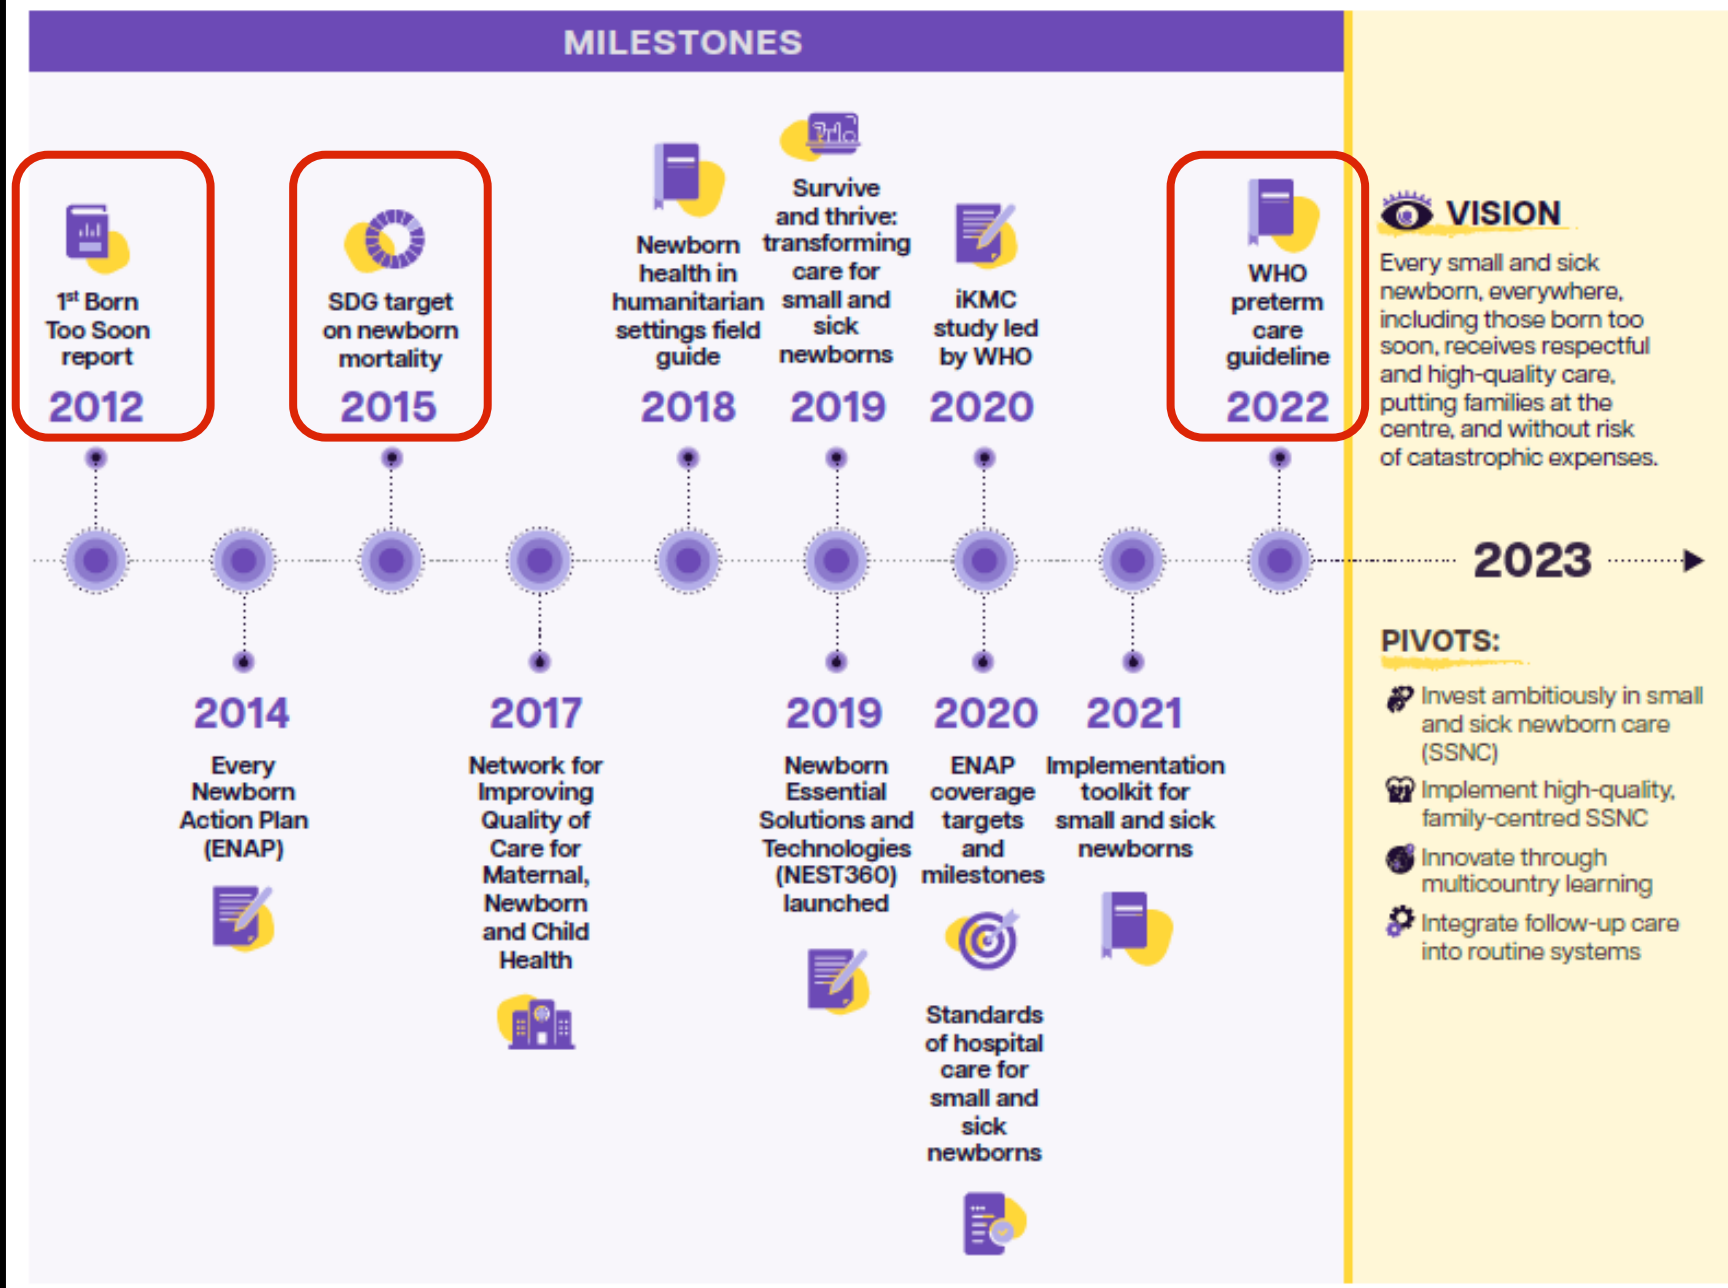 MILESTONES
1st Born
Too Soon
report
2012
SDG target
on newborn
mortality
2015
Newborn
health in
humanitarian
settings field
guide
2018
Survive
and thrive:
transforming
care for
small and
sick
newborns
2019
iKMC
study led
by WHO
2020
WHO
preterm
care
guideline
2022
2014
Every
Newborn
Action Plan
(ENAP)
2017
Network for
Improving
Quality of
Care for
Maternal,
Newborn
and Child
Health
2019
Newborn
Essential
Solutions and
Technologies
(NEST360)
launched
2020
ENAP
coverage
targets
and
milestones
Standards
of hospital
care for
small and
sick
newborns
2021
Implementation
toolkit for
small and sick
newborns
VISION
Every small and sick
newborn, everywhere,
including those born too
soon, receives respectful
and high-quality care,
putting families at the
centre, and without risk
of catastrophic expenses.
2023
PIVOTS:
Invest ambitiously in small
and sick newborn care
(SSNC)
Implement high-quality,
family-centred SSNC
Innovate through
multicountry learning
Integrate follow-up care
into routine systems